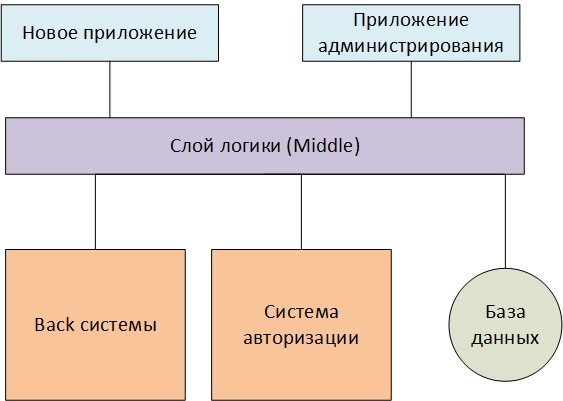 Новое приложение
Приложение
администрирования
Слой логики (Middle)
Back системы
Система
авторизации
База
данных